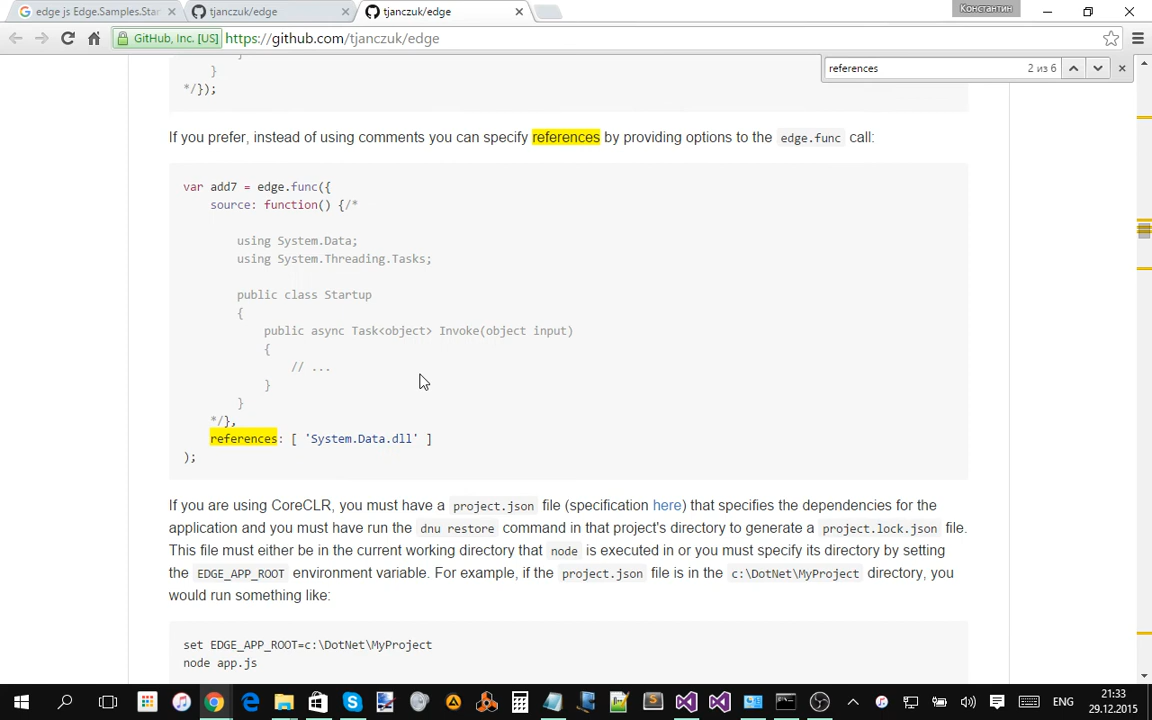 edge js Edge.Samples.Star
tjanczuk/edge
tjanczuk/edge
Константин
GitHub, Inc. [US]
https://github.com/tjanczuk/edge
references
2 из 6
}
}
*/});
If you prefer, instead of using comments you can specify references by providing options to the edge.func call:
var add7 = edge.func({
source: function() {/*
using System.Data;
using System.Threading.Tasks;
public class Startup
{
public async Task<object> Invoke(object input)
{
// ...
}
}
*/},
references: [ 'System.Data.dll' ]
);
If you are using CoreCLR, you must have a project.json file (specification here) that specifies the dependencies for the
application and you must have run the dnu restore command in that project's directory to generate a project.lock.json file.
This file must either be in the current working directory that node is executed in or you must specify its directory by setting
the EDGE_APP_ROOT environment variable. For example, if the project.json file is in the c:\DotNet\MyProject directory, you
would run something like:
set EDGE_APP_ROOT=c:\DotNet\MyProject
node app.js
ENG
21:33
29.12.2015